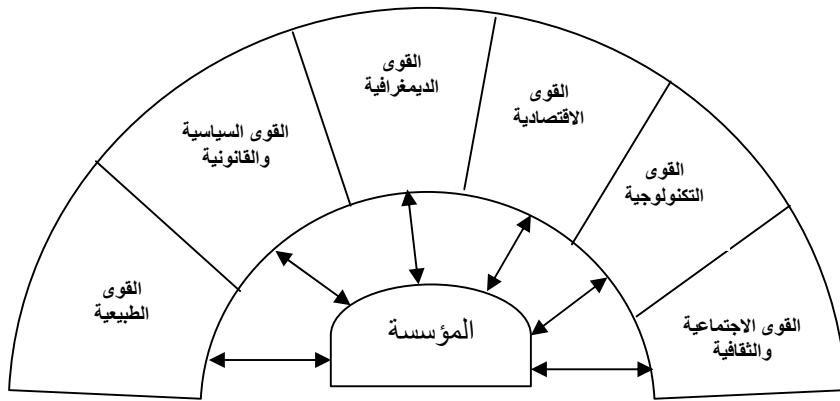 القوى
الديمغرافية
القوى
الاقتصادية
القوى السياسية
والقانونية
القوى
التكنولوجية
القوى
الطبيعية
القوى الاجتماعية
والثقافية
المؤسسة